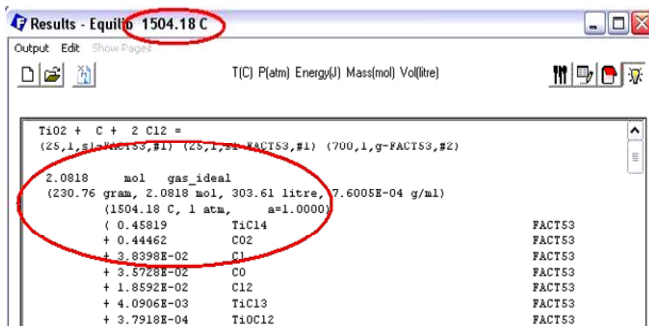 Results - Equilib 1504.18 C
Output Edit Show Pages
T(C) P(atm) Energy(J) Mass(mol) Vol(litre)
TiO2 + C + 2 Cl2 =
(25,1,s1-FACT53,#1) (25,1,s1-FACT53,#1) (700,1,g-FACT53,#2)
2.0818 mol gas_ideal
(230.76 gram, 2.0818 mol, 303.61 litre, 7.6005E-04 g/ml)
(1504.18 C, 1 atm, a=1.0000)
( 0.45819 TiCl4 FACT53
+ 0.44462 CO2 FACT53
+ 3.8398E-02 Cl FACT53
+ 3.5728E-02 CO FACT53
+ 1.8592E-02 Cl2 FACT53
+ 4.0906E-03 TiCl3 FACT53
+ 3.7918E-04 TiOCl2 FACT53